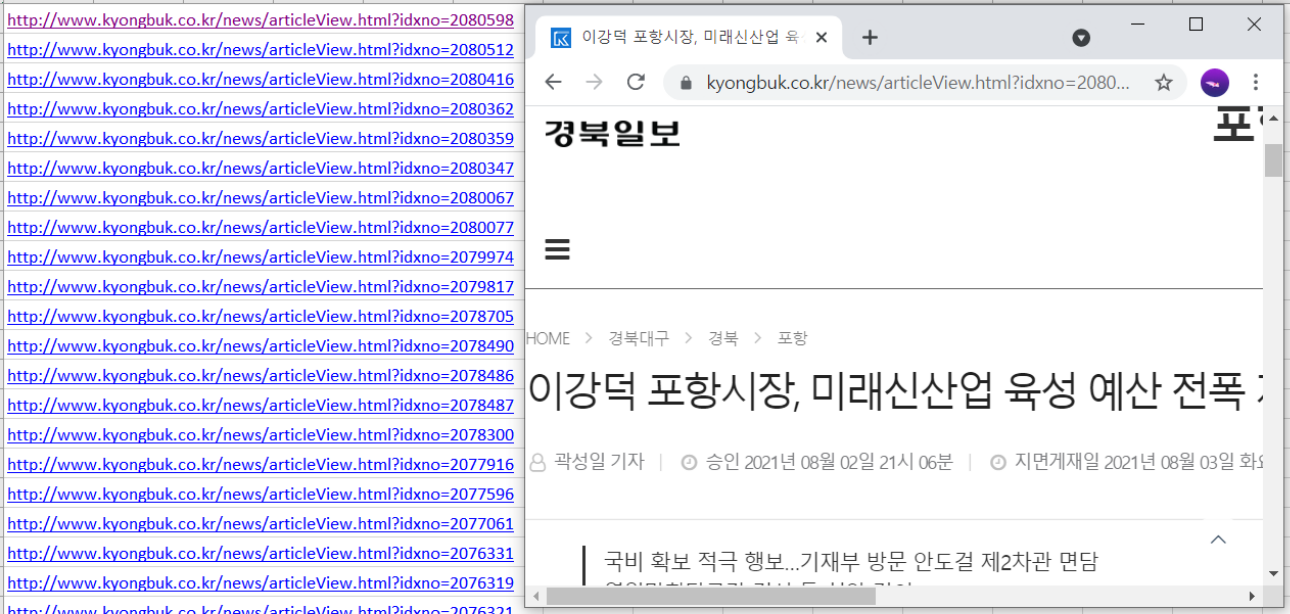 http://www.kyongbuk.co.kr/news/articleView.html?idxno=2080598
http://www.kyongbuk.co.kr/news/articleView.html?idxno=2080512
http://www.kyongbuk.co.kr/news/articleView.html?idxno=2080416
http://www.kyongbuk.co.kr/news/articleView.html?idxno=2080362
http://www.kyongbuk.co.kr/news/articleView.html?idxno=2080359
http://www.kyongbuk.co.kr/news/articleView.html?idxno=2080347
http://www.kyongbuk.co.kr/news/articleView.html?idxno=2080067
http://www.kyongbuk.co.kr/news/articleView.html?idxno=2080077
http://www.kyongbuk.co.kr/news/articleView.html?idxno=2079974
http://www.kyongbuk.co.kr/news/articleView.html?idxno=2079817
http://www.kyongbuk.co.kr/news/articleView.html?idxno=2078705
http://www.kyongbuk.co.kr/news/articleView.html?idxno=2078490
http://www.kyongbuk.co.kr/news/articleView.html?idxno=2078486
http://www.kyongbuk.co.kr/news/articleView.html?idxno=2078487
http://www.kyongbuk.co.kr/news/articleView.html?idxno=2078300
http://www.kyongbuk.co.kr/news/articleView.html?idxno=2077916
http://www.kyongbuk.co.kr/news/articleView.html?idxno=2077596
http://www.kyongbuk.co.kr/news/articleView.html?idxno=2077061
http://www.kyongbuk.co.kr/news/articleView.html?idxno=2076331
http://www.kyongbuk.co.kr/news/articleView.html?idxno=2076319
http://www.kyongbuk.co.kr/news/articleView.html?idxno=2076321
이강덕 포항시장, 미래신산업 육
kyongbuk.co.kr/news/articleView.html?idxno=2080...
경북일보
포
HOME > 경북대구 > 경북 > 포항
이강덕 포항시장, 미래신산업 육성 예산 전폭
곽성일 기자 | 승인 2021년 08월 02일 21시 06분 | 지면게재일 2021년 08월 03일
국비 확보 적극 행보...기재부 방문 안도걸 제2차관 면담